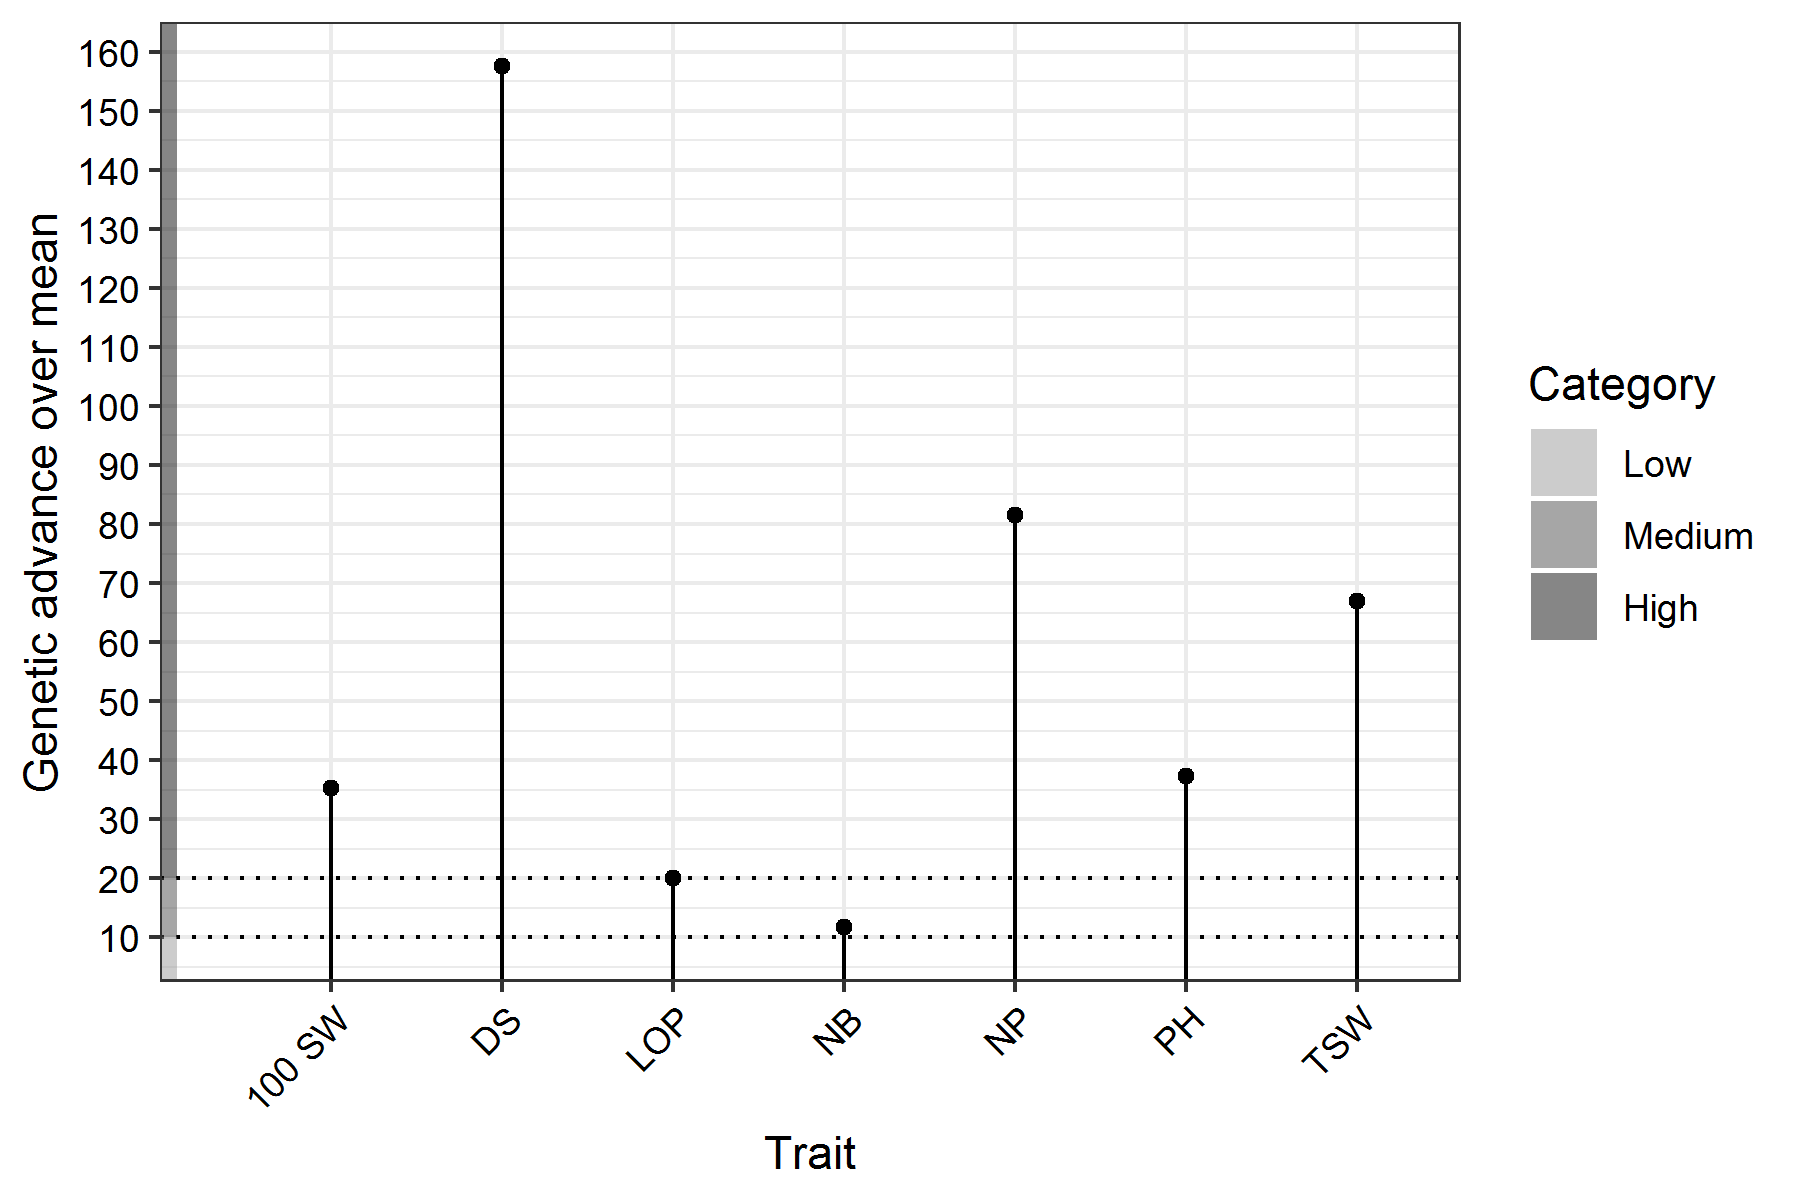 Genetic advance over mean
160
150
140
130
120
110
100
90
80
70
60
50
40
30
20
10
100 SW
DS
LOP
NB
NP
PH
TSW
Trait
Category
Low
Medium
High